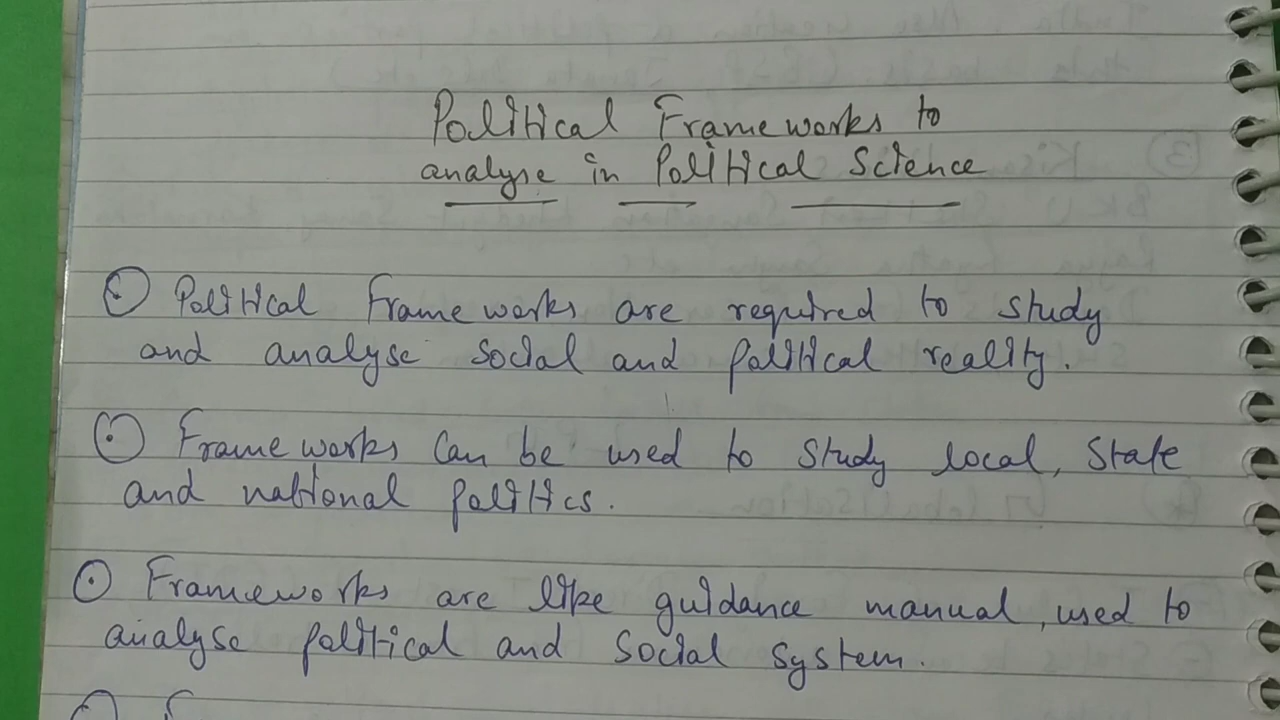 Political Frameworks to
analyse in Political Science
⊙ Political Frameworks are required to study
and analyse social and political reality.
⊙ Frameworks can be used to study local, state
and national politics.
⊙ Frameworks are like guidance manual, used to
analyse political and social system.